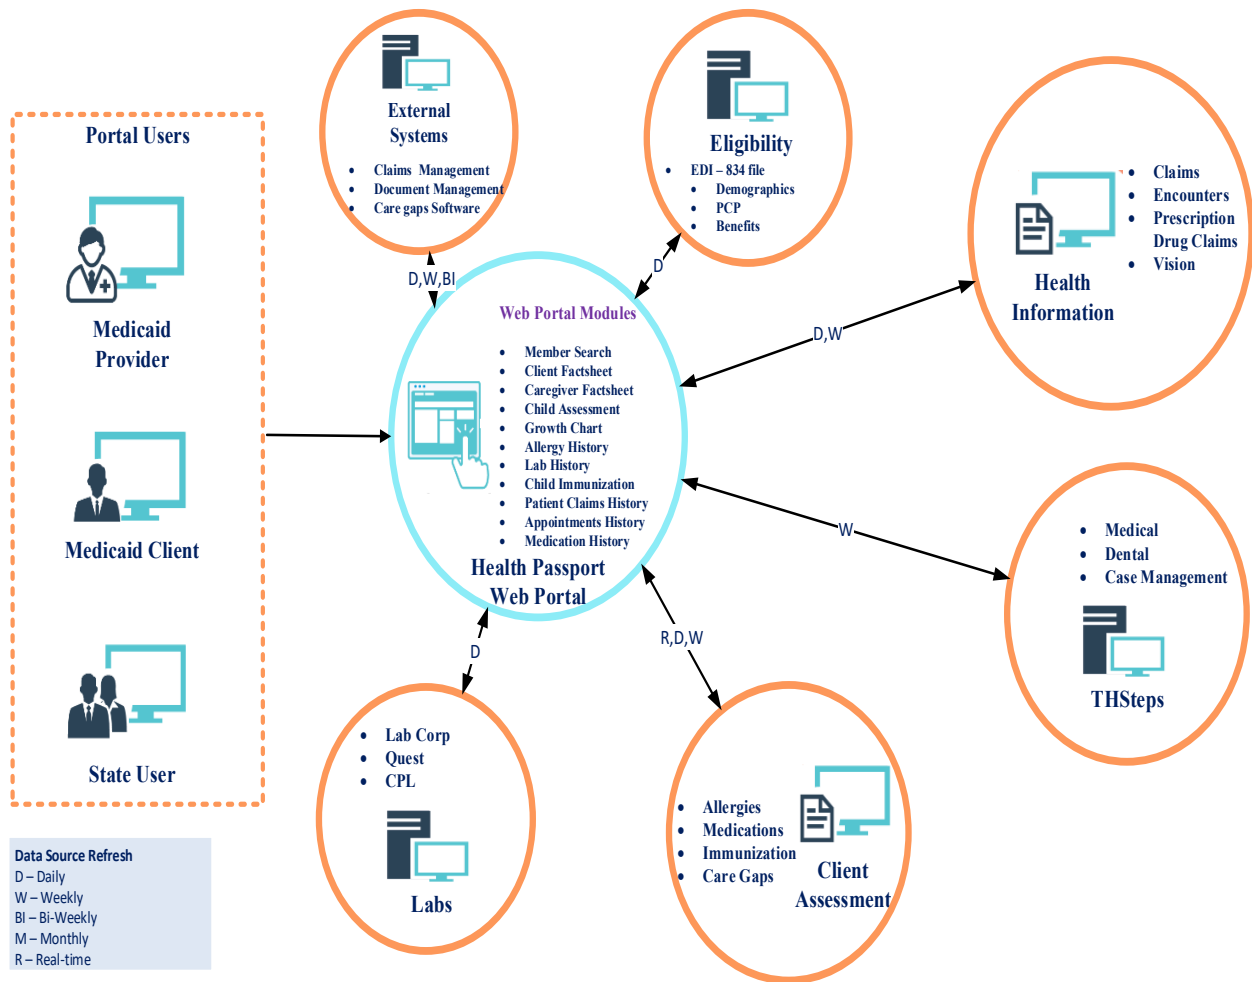 Portal Users
Medicaid
Provider
Medicaid Client
State User
Data Source Refresh
D – Daily
W – Weekly
BI – Bi-Weekly
M – Monthly
R – Real-time
External
Systems
• Claims Management
• Document Management
• Care gaps Software
D,W,BI
Eligibility
• EDI – 834 file
• Demographics
• PCP
• Benefits
D
• Claims
• Encounters
• Prescription
Drug Claims
• Vision
Health
Information
D,W
Web Portal Modules
• Member Search
• Client Factsheet
• Caregiver Factsheet
• Child Assessment
• Growth Chart
• Allergy History
• Lab History
• Child Immunization
• Patient Claims History
• Appointments History
• Medication History
Health Passport
Web Portal
W
• Medical
• Dental
• Case Management
THSteps
R,D,W
• Allergies
• Medications
• Immunization
• Care Gaps
Client
Assessment
D
• Lab Corp
• Quest
• CPL
Labs